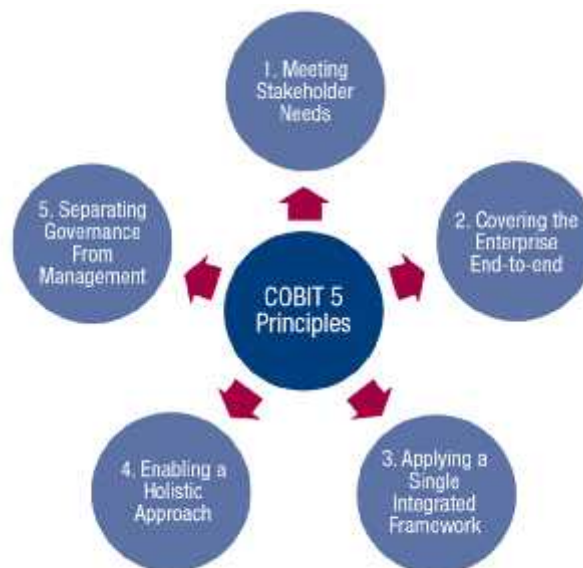 1. Meeting
Stakeholder
Needs
5. Separating
Governance
From
Management
2. Covering the
Enterprise
End-to-end
COBIT 5
Principles
4. Enabling a
Holistic
Approach
3. Applying a
Single
Integrated
Framework